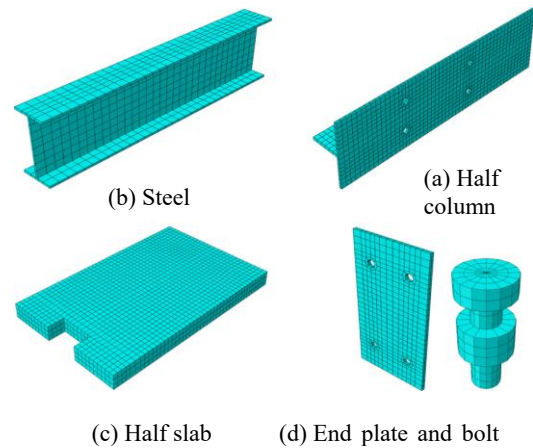 (b) Steel
(a) Half
column
(c) Half slab
(d) End plate and bolt